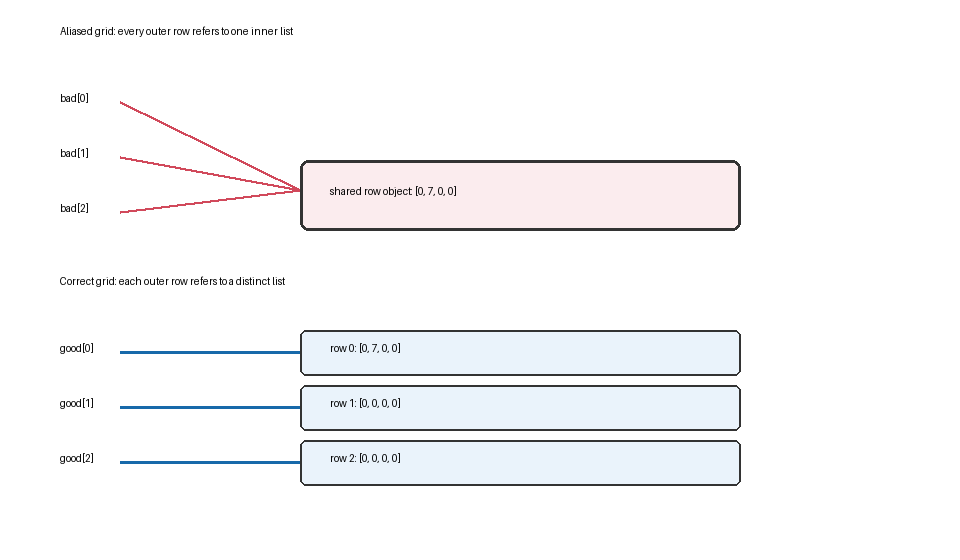 Aliased grid: every outer row refers to one inner list
bad[0]
bad[1]
shared row object: [0, 7, 0, 0]
bad[2]
Correct grid: each outer row refers to a distinct list
good[0]
row 0: [0, 7, 0, 0]
good[1]
row 1: [0, 0, 0, 0]
good[2]
row 2: [0, 0, 0, 0]